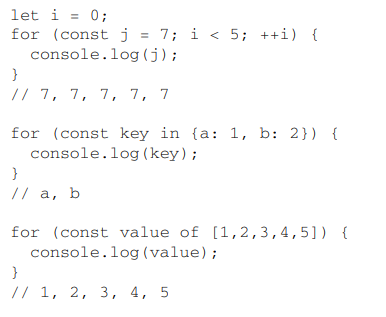 let i = 0;
for (const j = 7; i < 5; ++i) {
  console.log(j);
}
// 7, 7, 7, 7, 7
for (const key in {a: 1, b: 2}) {
  console.log(key);
}
// a, b
for (const value of [1,2,3,4,5]) {
  console.log(value);
}
// 1, 2, 3, 4, 5